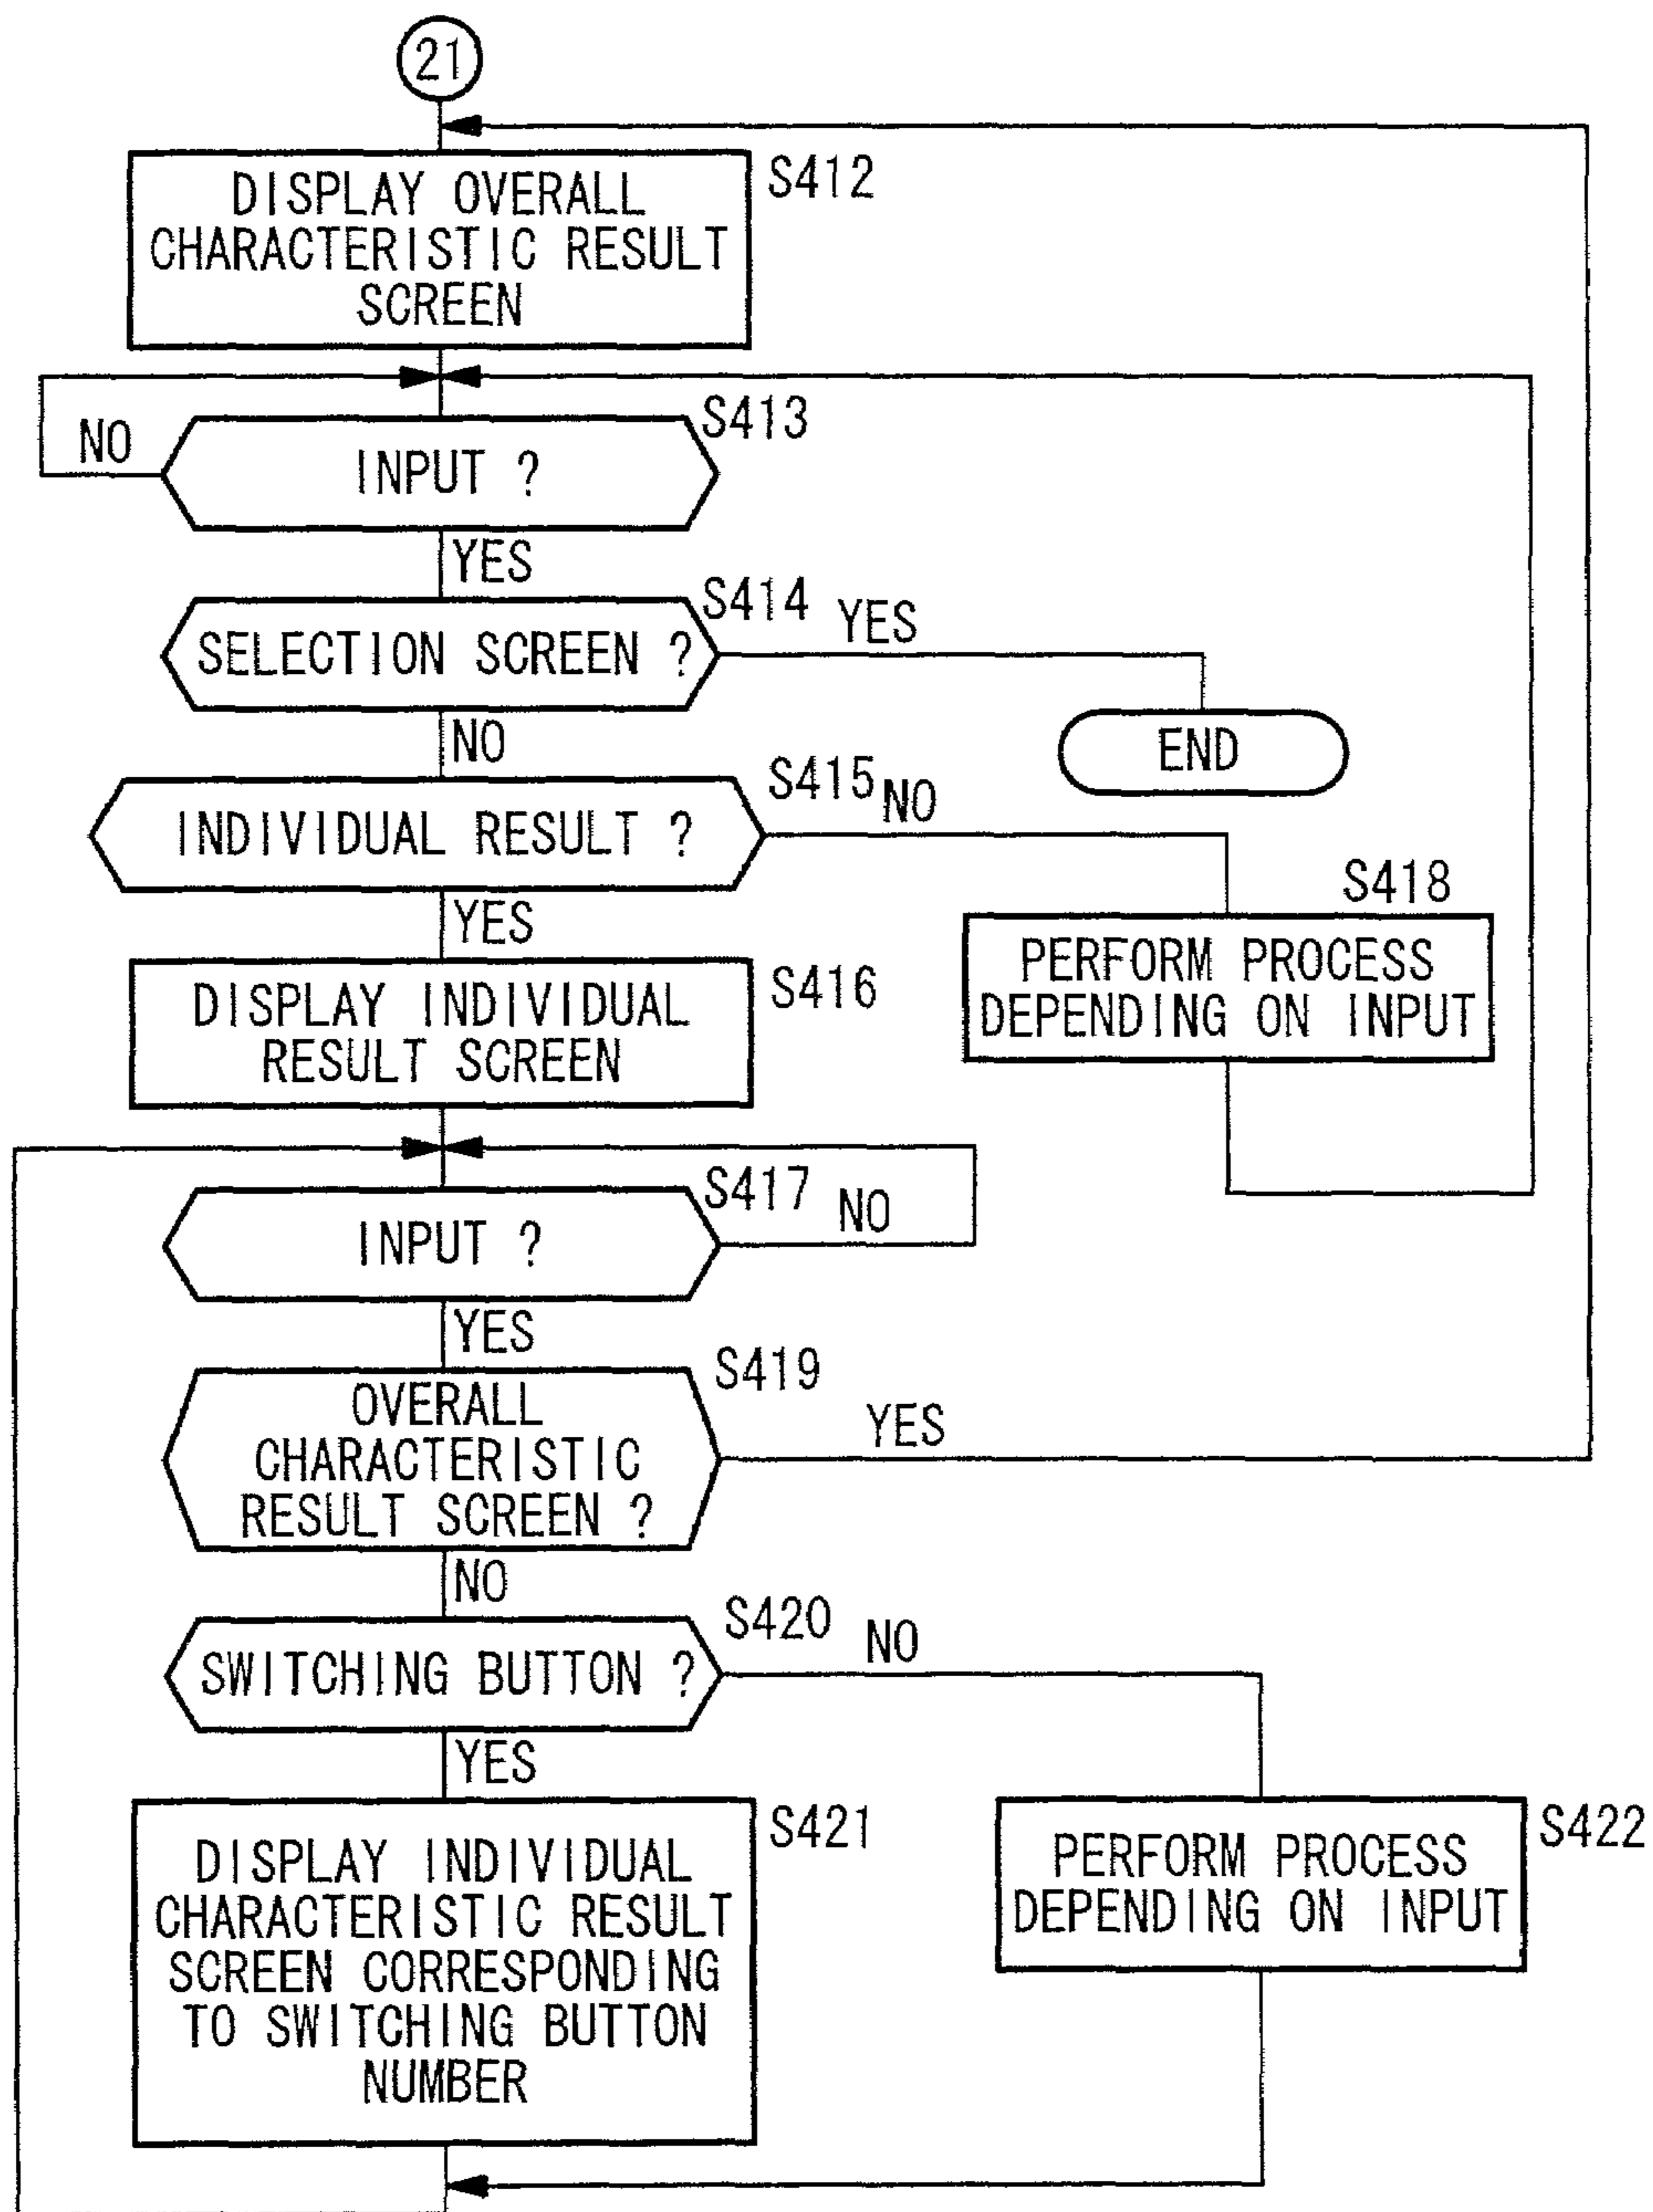 21
DISPLAY OVERALL
CHARACTERISTIC RESULT
SCREEN
S412
NO
INPUT ?
S413
YES
SELECTION SCREEN ?
S414
YES
END
NO
INDIVIDUAL RESULT ?
S415
NO
S418
PERFORM PROCESS
DEPENDING ON INPUT
YES
DISPLAY INDIVIDUAL
RESULT SCREEN
S416
INPUT ?
S417
NO
YES
OVERALL
CHARACTERISTIC
RESULT SCREEN ?
S419
YES
NO
SWITCHING BUTTON ?
S420
NO
YES
DISPLAY INDIVIDUAL
CHARACTERISTIC RESULT
SCREEN CORRESPONDING
TO SWITCHING BUTTON
NUMBER
S421
PERFORM PROCESS
DEPENDING ON INPUT
S422